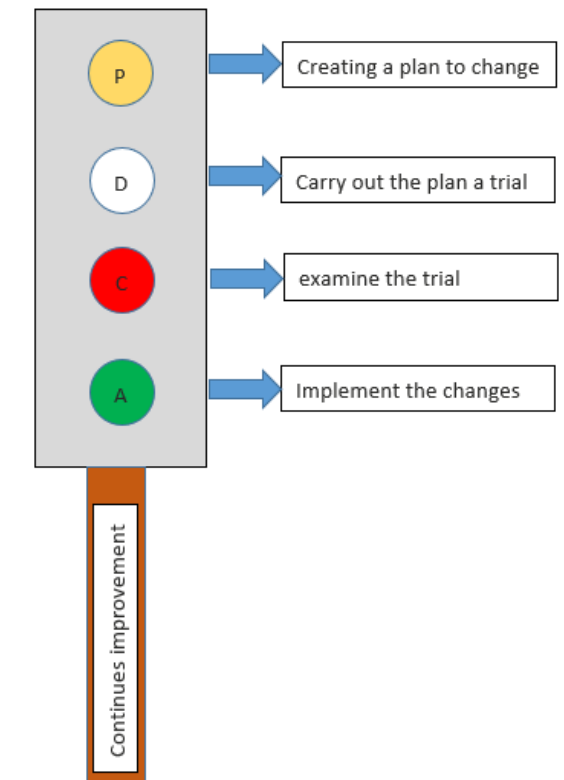 P
Creating a plan to change
D
Carry out the plan a trial
C
examine the trial
A
Implement the changes
Continues improvement